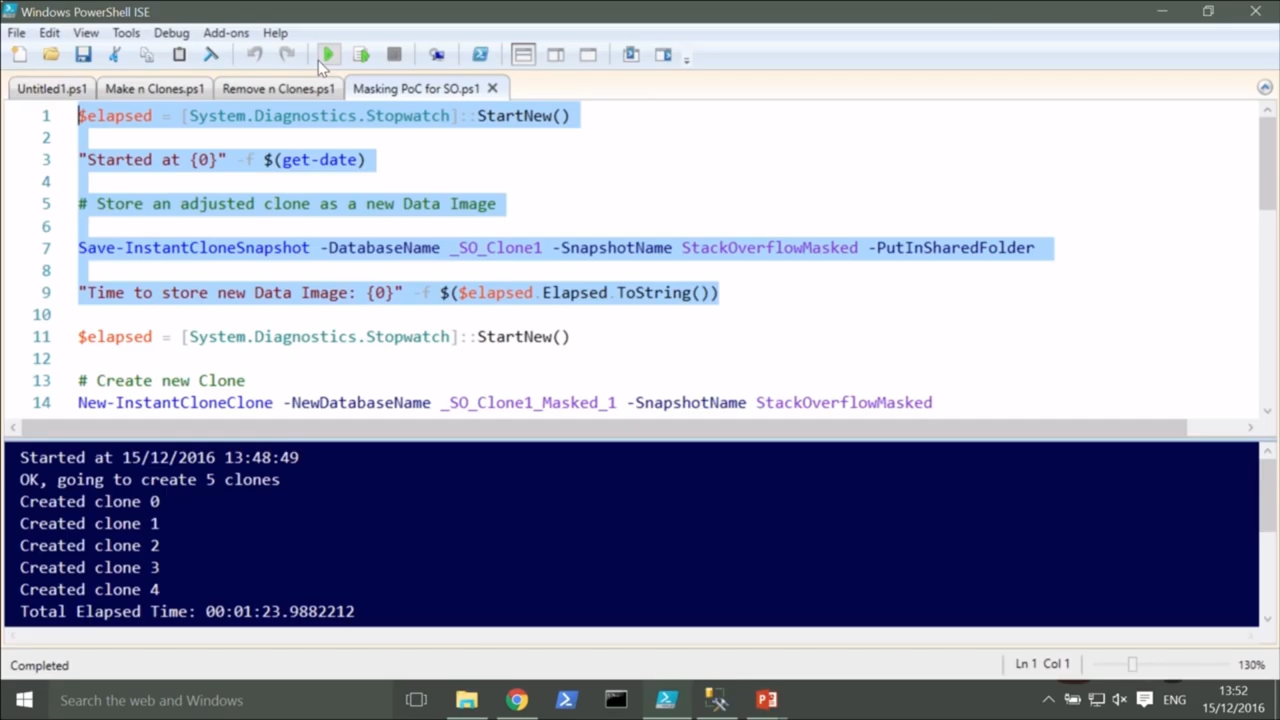 Windows PowerShell ISE
File Edit View Tools Debug Add-ons Help
Untitled1.ps1 Make n Clones.ps1 Remove n Clones.ps1 Masking PoC for SO.ps1
1 $elapsed = [System.Diagnostics.Stopwatch]::StartNew()
2
3 "Started at {0}" -f $(get-date)
4
5 # Store an adjusted clone as a new Data Image
6
7 Save-InstantCloneSnapshot -DatabaseName _SO_Clone1 -SnapshotName StackOverflowMasked -PutInSharedFolder
8
9 "Time to store new Data Image: {0}" -f $($elapsed.Elapsed.ToString())
10
11 $elapsed = [System.Diagnostics.Stopwatch]::StartNew()
12
13 # Create new Clone
14 New-InstantCloneClone -NewDatabaseName _SO_Clone1_Masked_1 -SnapshotName StackOverflowMasked
Started at 15/12/2016 13:48:49
OK, going to create 5 clones
Created clone 0
Created clone 1
Created clone 2
Created clone 3
Created clone 4
Total Elapsed Time: 00:01:23.9882212
Completed Ln 1 Col 1 130%
Search the web and Windows ENG 13:52
15/12/2016